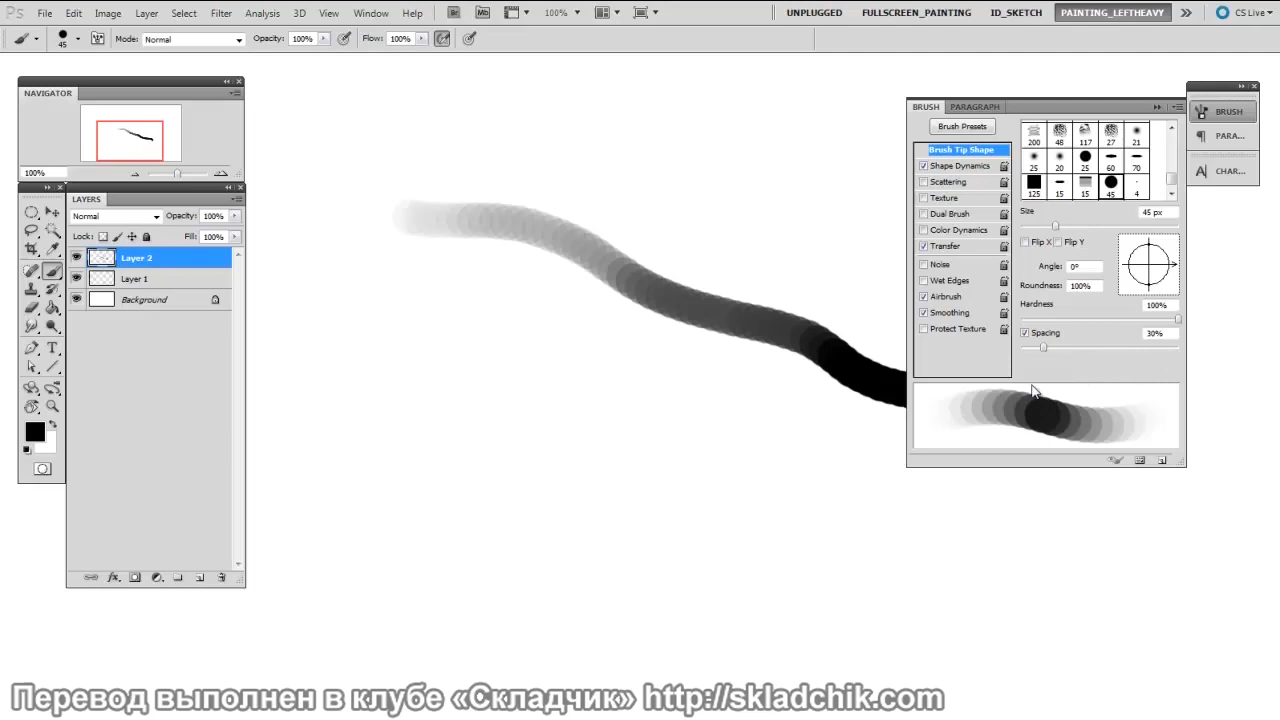 Ps File Edit Image Layer Select Filter Analysis 3D View Window Help Br Mb 100% UNPLUGGED FULLSCREEN_PAINTING ID_SKETCH PAINTING_LEFTHEAVY CS Live
45 Mode: Normal Opacity: 100% Flow: 100%
NAVIGATOR
100%
LAYERS
Normal Opacity: 100%
Lock: Fill: 100%
Layer 2
Layer 1
Background
BRUSH PARAGRAPH
Brush Presets
Brush Tip Shape
Shape Dynamics
Scattering
Texture
Dual Brush
Color Dynamics
Transfer
Noise
Wet Edges
Airbrush
Smoothing
Protect Texture
200 48 117 27 21
25 20 25 60 70
125 15 15 45 4
Size 45 px
Flip X Flip Y
Angle: 0°
Roundness: 100%
Hardness 100%
Spacing 30%
BRUSH
PARA...
CHAR...
Перевод выполнен в клубе «Складчик» http://skladchik.com